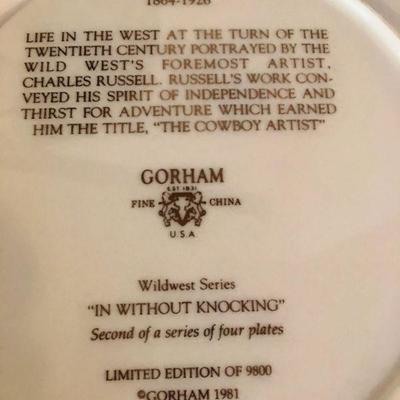 1864-1926
LIFE IN THE WEST AT THE TURN OF THE
TWENTIETH CENTURY PORTRAYED BY THE
WILD WEST'S FOREMOST ARTIST,
CHARLES RUSSELL. RUSSELL'S WORK CON-
VEYED HIS SPIRIT OF INDEPENDENCE AND
THIRST FOR ADVENTURE WHICH EARNED
HIM THE TITLE, "THE COWBOY ARTIST"
GORHAM
EST 1831
FINE CHINA
U.S.A.
Wildwest Series
"IN WITHOUT KNOCKING"
Second of a series of four plates
LIMITED EDITION OF 9800
©GORHAM 1981